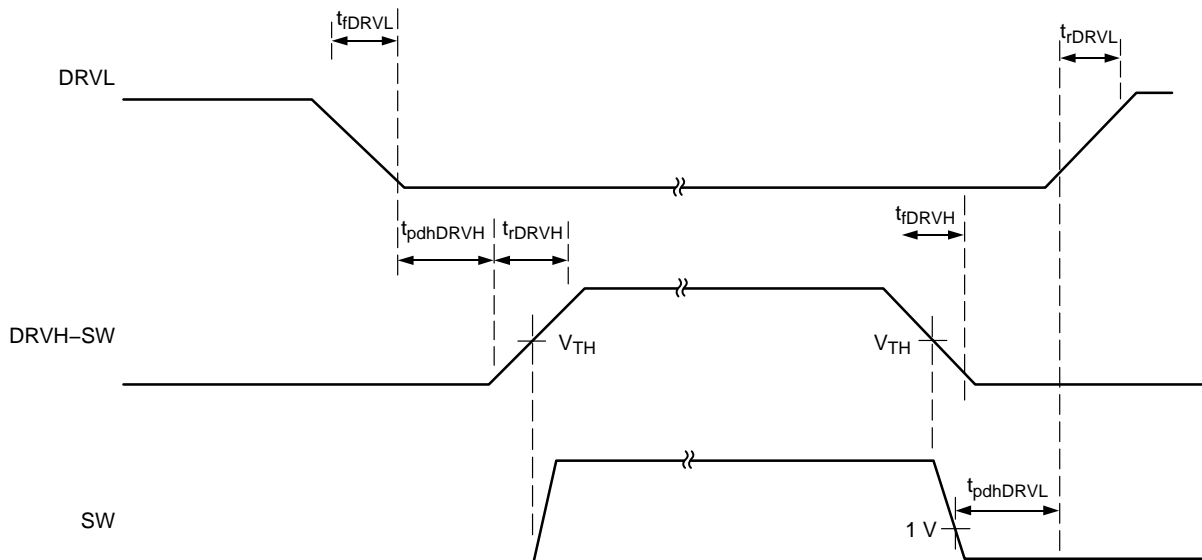 tfDRVL
trDRVL
DRVL
tpdhDRVH
trDRVH
tfDRVH
DRVH−SW
VTH
VTH
tpdhDRVL
SW
1 V